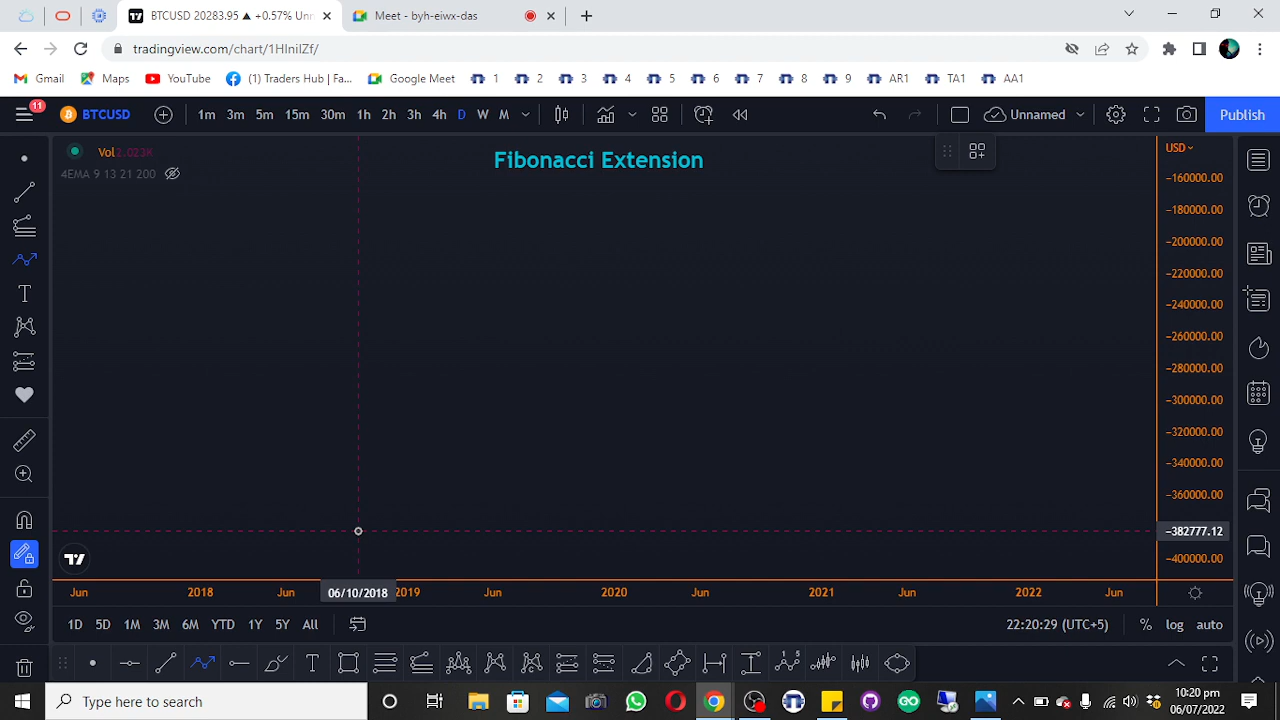 BTCUSD 20283.95 ▲ +0.57% Unn
Meet - byh-eiwx-das
tradingview.com/chart/1HlniIZf/
Gmail
Maps
YouTube
(1) Traders Hub | Fa...
Google Meet
1
2
3
4
5
6
7
8
9
AR1
TA1
AA1
11
BTCUSD
1m 3m 5m 15m 30m 1h 2h 3h 4h D W M
Unnamed
Publish
Vol 2.023K
4EMA 9 13 21 200
Fibonacci Extension
USD
−160000.00
−180000.00
−200000.00
−220000.00
−240000.00
−260000.00
−280000.00
−300000.00
−320000.00
−340000.00
−360000.00
−382777.12
−400000.00
Jun 2018 Jun 06/10/2018 2019 Jun 2020 Jun 2021 Jun 2022 Jun
1D 5D 1M 3M 6M YTD 1Y 5Y All
22:20:29 (UTC+5)
% log auto
Type here to search
10:20 pm
06/07/2022